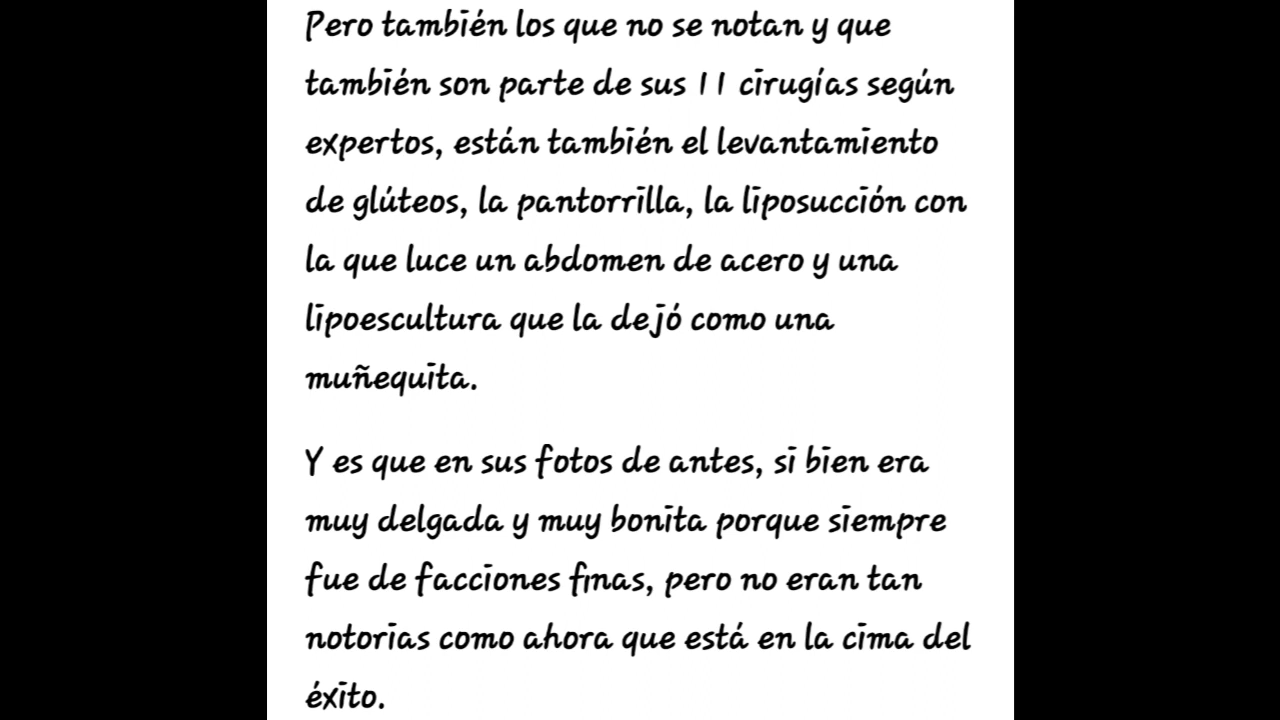 Pero también los que no se notan y que
también son parte de sus 11 cirugías según
expertos, están también el levantamiento
de glúteos, la pantorrilla, la liposucción con
la que luce un abdomen de acero y una
lipoescultura que la dejó como una
muñequita.
Y es que en sus fotos de antes, si bien era
muy delgada y muy bonita porque siempre
fue de facciones finas, pero no eran tan
notorias como ahora que está en la cima del
éxito.